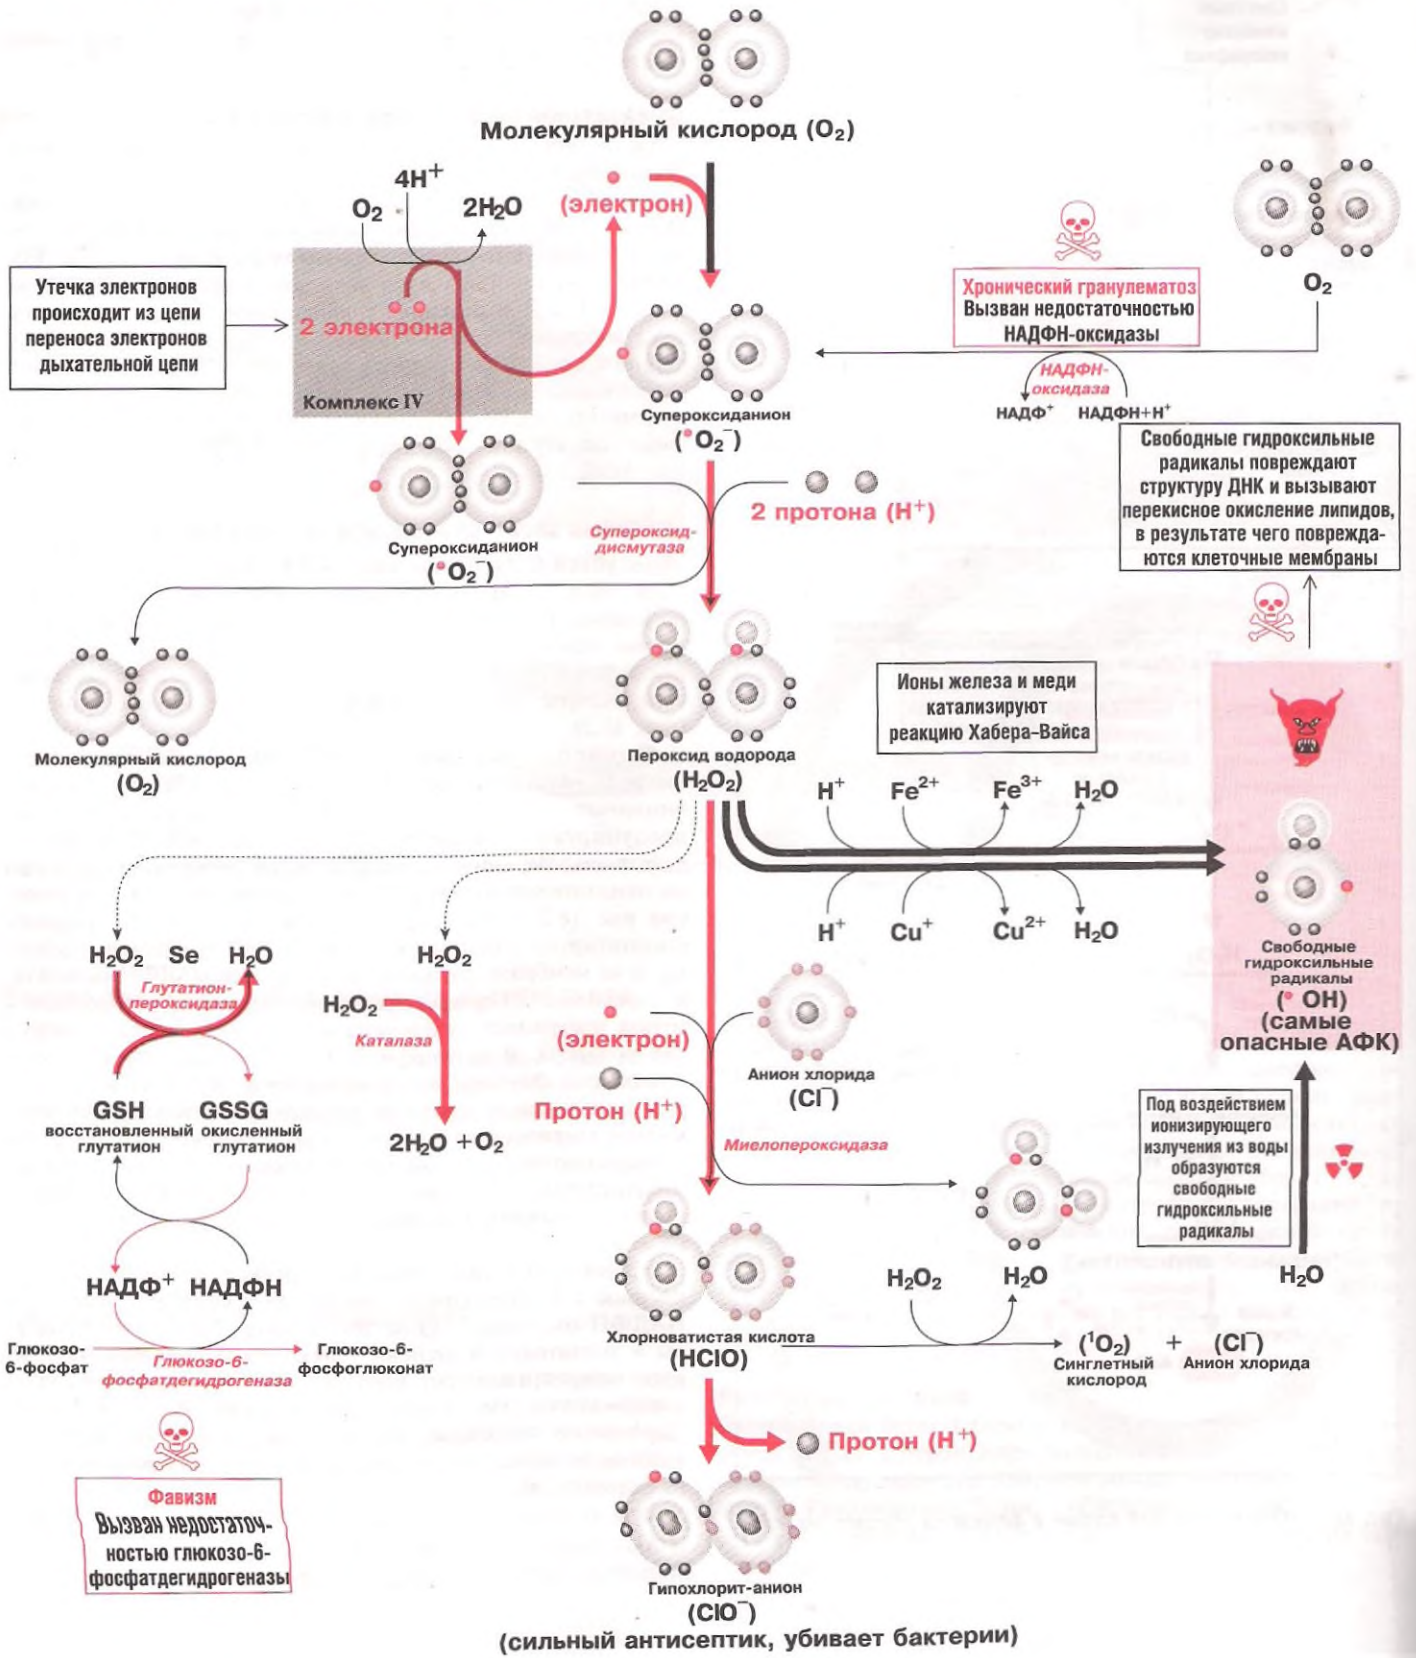 Молекулярный кислород (O₂)
4H⁺
O₂
2H₂O
(электрон)
2 электрона
Комплекс IV
Утечка электронов
происходит из цепи
переноса электронов
дыхательной цепи
O₂
Хронический гранулематоз
Вызван недостаточностью
НАДФН-оксидазы
НАДФН-
оксидаза
НАДФ⁺
НАДФН+H⁺
Супероксиданион
(•O₂⁻)
Супероксиданион
(•O₂⁻)
2 протона (H⁺)
Супероксид-
дисмутаза
Свободные гидроксильные
радикалы повреждают
структуру ДНК и вызывают
перекисное окисление липидов,
в результате чего поврежда-
ются клеточные мембраны
Молекулярный кислород
(O₂)
Пероксид водорода
(H₂O₂)
Ионы железа и меди
катализируют
реакцию Хабера–Вайса
H⁺
Fe²⁺
Fe³⁺
H₂O
H⁺
Cu⁺
Cu²⁺
H₂O
Свободные
гидроксильные
радикалы
(• OH)
(самые
опасные АФК)
H₂O₂
Se
H₂O
Глутатион-
пероксидаза
GSH
восстановленный
глутатион
GSSG
окисленный
глутатион
H₂O₂
H₂O₂
Каталаза
2H₂O + O₂
(электрон)
Протон (H⁺)
Анион хлорида
(Cl⁻)
Миелопероксидаза
Под воздействием
ионизирующего
излучения из воды
образуются
свободные
гидроксильные
радикалы
H₂O
НАДФ⁺
НАДФН
Глюкозо-
6-фосфат
Глюкозо-6-
фосфатдегидрогеназа
Глюкозо-6-
фосфоглюконат
Хлорноватистая кислота
(HClO)
H₂O₂
H₂O
(¹O₂)
Синглетный
кислород
+
(Cl⁻)
Анион хлорида
Протон (H⁺)
Фавизм
Вызван недостаточ-
ностью глюкозо-6-
фосфатдегидрогеназы
Гипохлорит-анион
(ClO⁻)
(сильный антисептик, убивает бактерии)